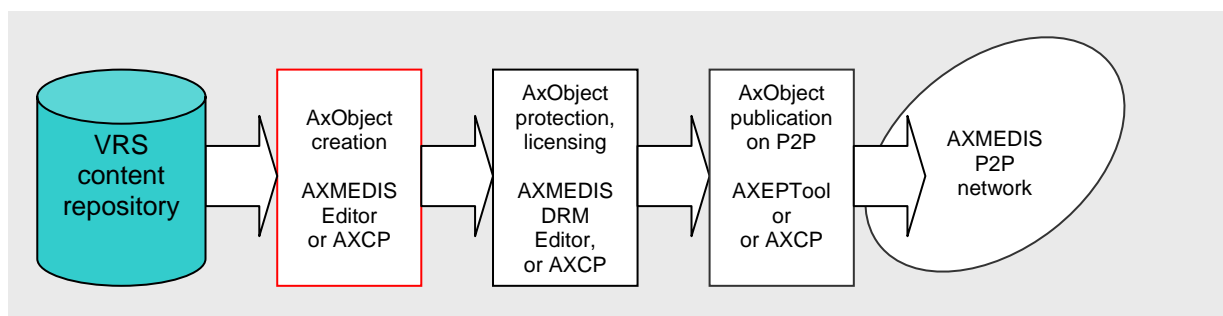 VRS
content
repository
AxObject
creation
AXMEDIS
Editor
or AXCP
AxObject
protection,
licensing
AXMEDIS
DRM
Editor,
or AXCP
AxObject
publication
on P2P
AXEPTool
or
or AXCP
AXMEDIS
P2P
network